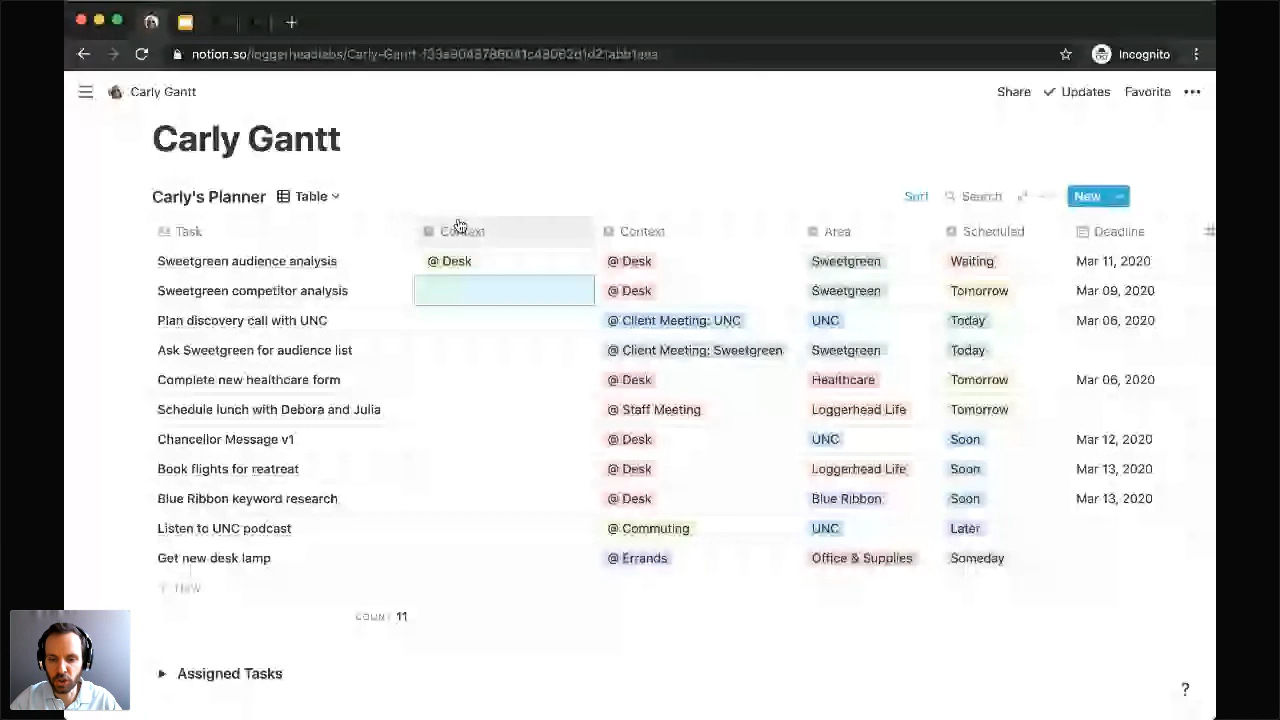 Incognito
Carly Gantt
Share Updates Favorite
Carly Gantt
Carly's Planner Table Sort Search New
Task Context Context Area Scheduled Deadline
Sweetgreen audience analysis @ Desk @ Desk Sweetgreen Waiting Mar 11, 2020
Sweetgreen competitor analysis @ Desk Sweetgreen Tomorrow Mar 09, 2020
Plan discovery call with UNC @ Client Meeting: UNC UNC Today Mar 06, 2020
Ask Sweetgreen for audience list @ Client Meeting: Sweetgreen Sweetgreen Today
Complete new healthcare form @ Desk Healthcare Tomorrow Mar 06, 2020
Schedule lunch with Debora and Julia @ Staff Meeting Loggerhead Life Tomorrow
Chancellor Message v1 @ Desk UNC Soon Mar 12, 2020
Book flights for reatreat @ Desk Loggerhead Life Soon Mar 13, 2020
Blue Ribbon keyword research @ Desk Blue Ribbon Soon Mar 13, 2020
Listen to UNC podcast @ Commuting UNC Later
Get new desk lamp @ Errands Office & Supplies Someday
+ New
COUNT 11
Assigned Tasks
?